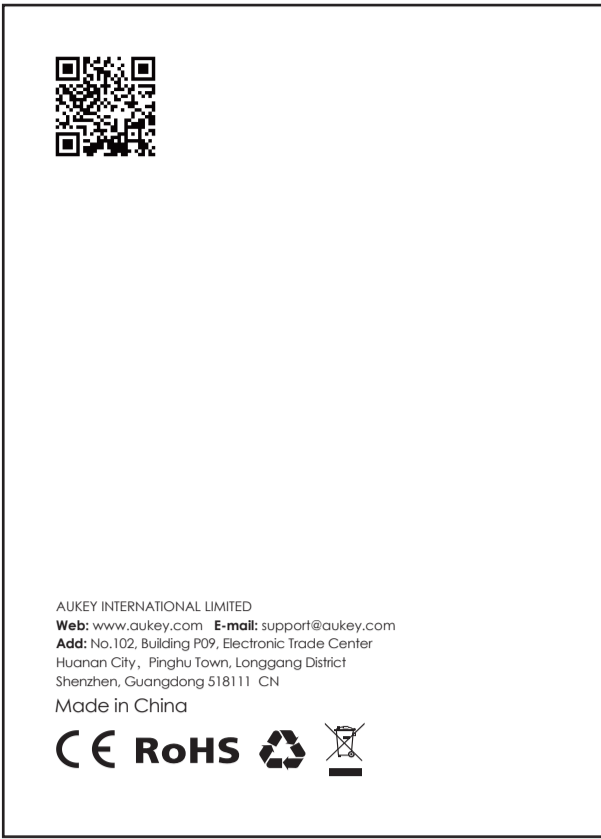 AUKEY INTERNATIONAL LIMITED
Web: www.aukey.com E-mail: support@aukey.com
Add: No.102, Building P09, Electronic Trade Center
Huanan City，Pinghu Town, Longgang District
Shenzhen, Guangdong 518111 CN
Made in China
CE RoHS